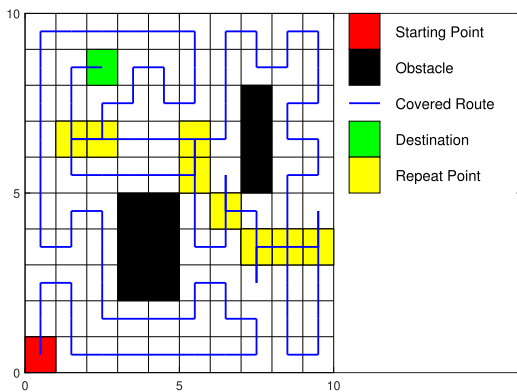 10
5
0
0
5
10
Starting Point
Obstacle
Covered Route
Destination
Repeat Point